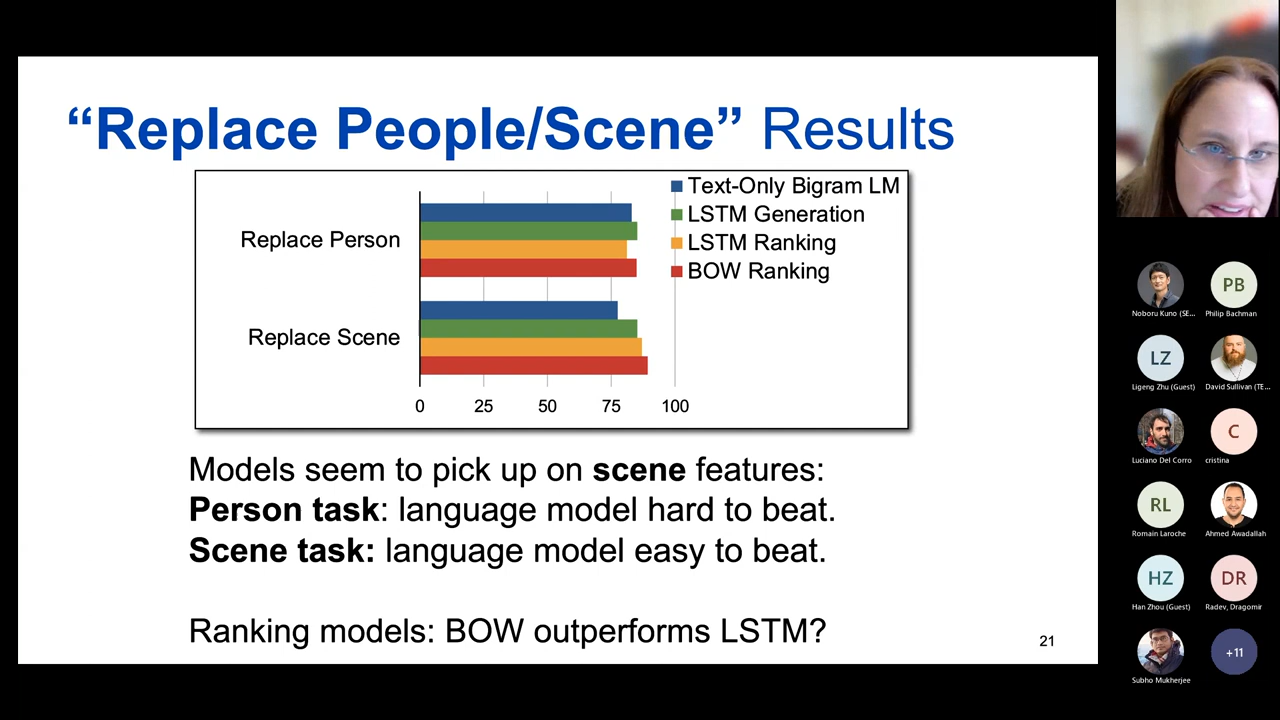 “Replace People/Scene” Results
Text-Only Bigram LM
LSTM Generation
LSTM Ranking
BOW Ranking
Replace Person
Replace Scene
0 25 50 75 100
Models seem to pick up on scene features:
Person task: language model hard to beat.
Scene task: language model easy to beat.
Ranking models: BOW outperforms LSTM?
21
PB
Noboru Kuno (SE...
Philip Bachman
LZ
Ligeng Zhu (Guest)
David Sullivan (TE...
C
Luciano Del Corro
cristina
RL
Romain Laroche
Ahmed Awadallah
HZ
DR
Han Zhou (Guest)
Radev, Dragomir
+11
Subho Mukherjee